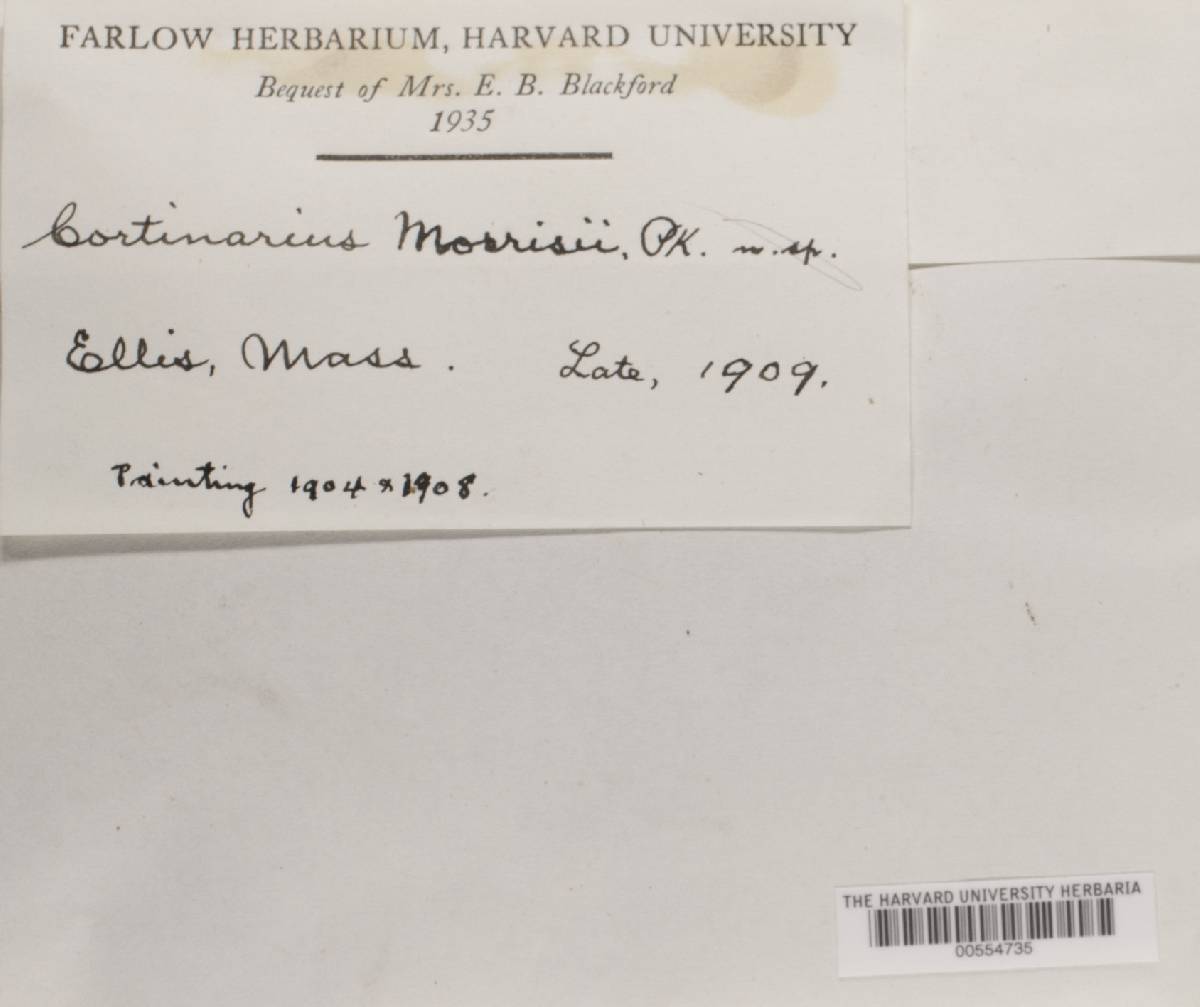 FARLOW HERBARIUM, HARVARD UNIVERSITY
Bequest of Mrs. E. B. Blackford
1935
Cortinarius Morrisii, PK. n. sp.
Ellis, Mass. Late, 1909.
Painting 1904 & 1908.
THE HARVARD UNIVERSITY HERBARIA
00554735